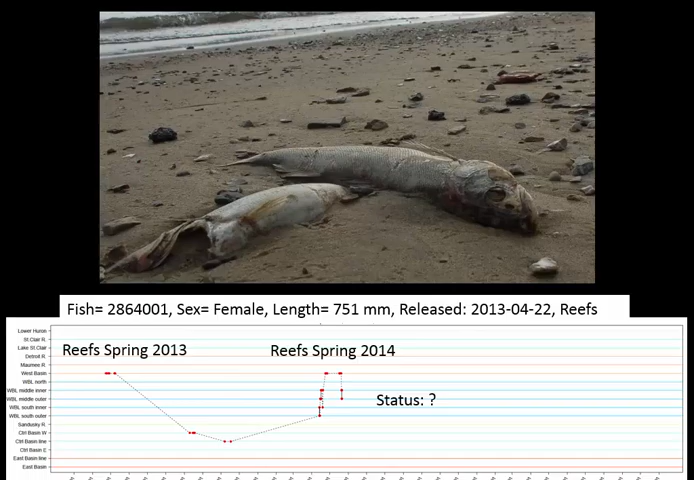 Fish= 2864001, Sex= Female, Length= 751 mm, Released: 2013-04-22, Reefs
Reefs Spring 2013
Reefs Spring 2014
Status: ?
Lower Huron
St.Clair R.
Lake St.Clair
Detroit R.
Maumee R.
West Basin
WBL north
WBL middle inner
WBL middle outer
WBL south inner
WBL south outer
Sandusky R.
Ctrl Basin W
Ctrl Basin line
Ctrl Basin E
East Basin line
East Basin